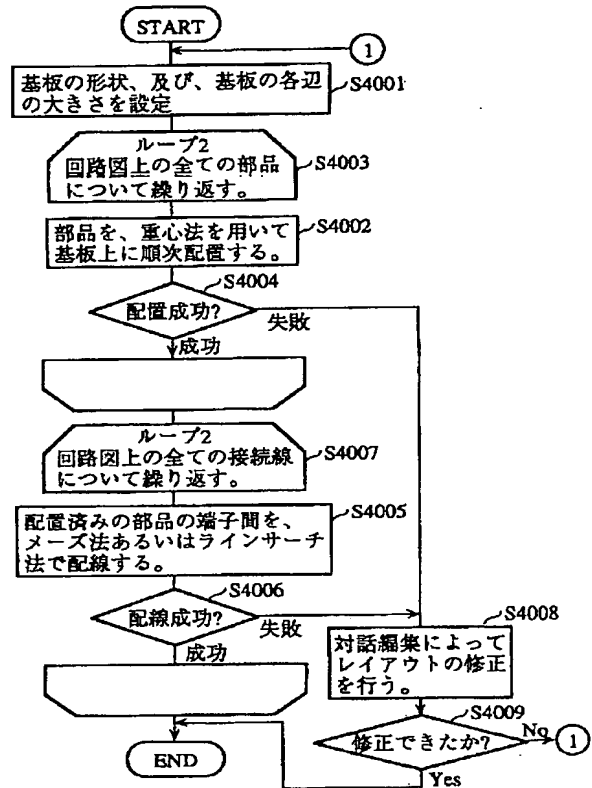 START
1
基板の形状、及び、基板の各辺
の大きさを設定
S4001
ループ2
回路図上の全ての部品
について繰り返す。
S4003
部品を、重心法を用いて
基板上に順次配置する。
S4002
S4004
配置成功?
失敗
成功
ループ2
回路図上の全ての接続線
について繰り返す。
S4007
配置済みの部品の端子間を、
メーズ法あるいはラインサーチ
法で配線する。
S4005
S4006
配線成功?
失敗
成功
S4008
対話編集によって
レイアウトの修正
を行う。
S4009
修正できたか?
No
1
Yes
END